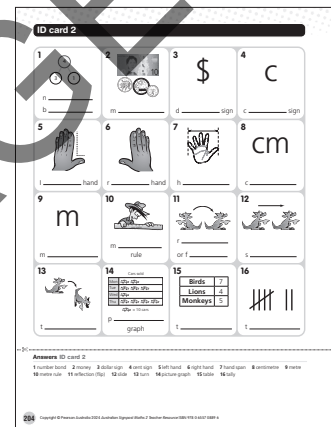 ID card 2
1 2 3 4
10
$ c
n
b m d sign c sign
5 6 7 8
cm
l hand r hand h c
9 10 11 12
m
m r
m rule or f s
13 14 15 16
Cars sold
Birds 7
Lions 4
Monkeys 5
= 10 cars
t p t t
graph
Answers ID card 2
1 number bond 2 money 3 dollar sign 4 cent sign 5 left hand 6 right hand 7 hand span 8 centimetre 9 metre
10 metre rule 11 reflection (flip) 12 slide 13 turn 14 picture graph 15 table 16 tally
204